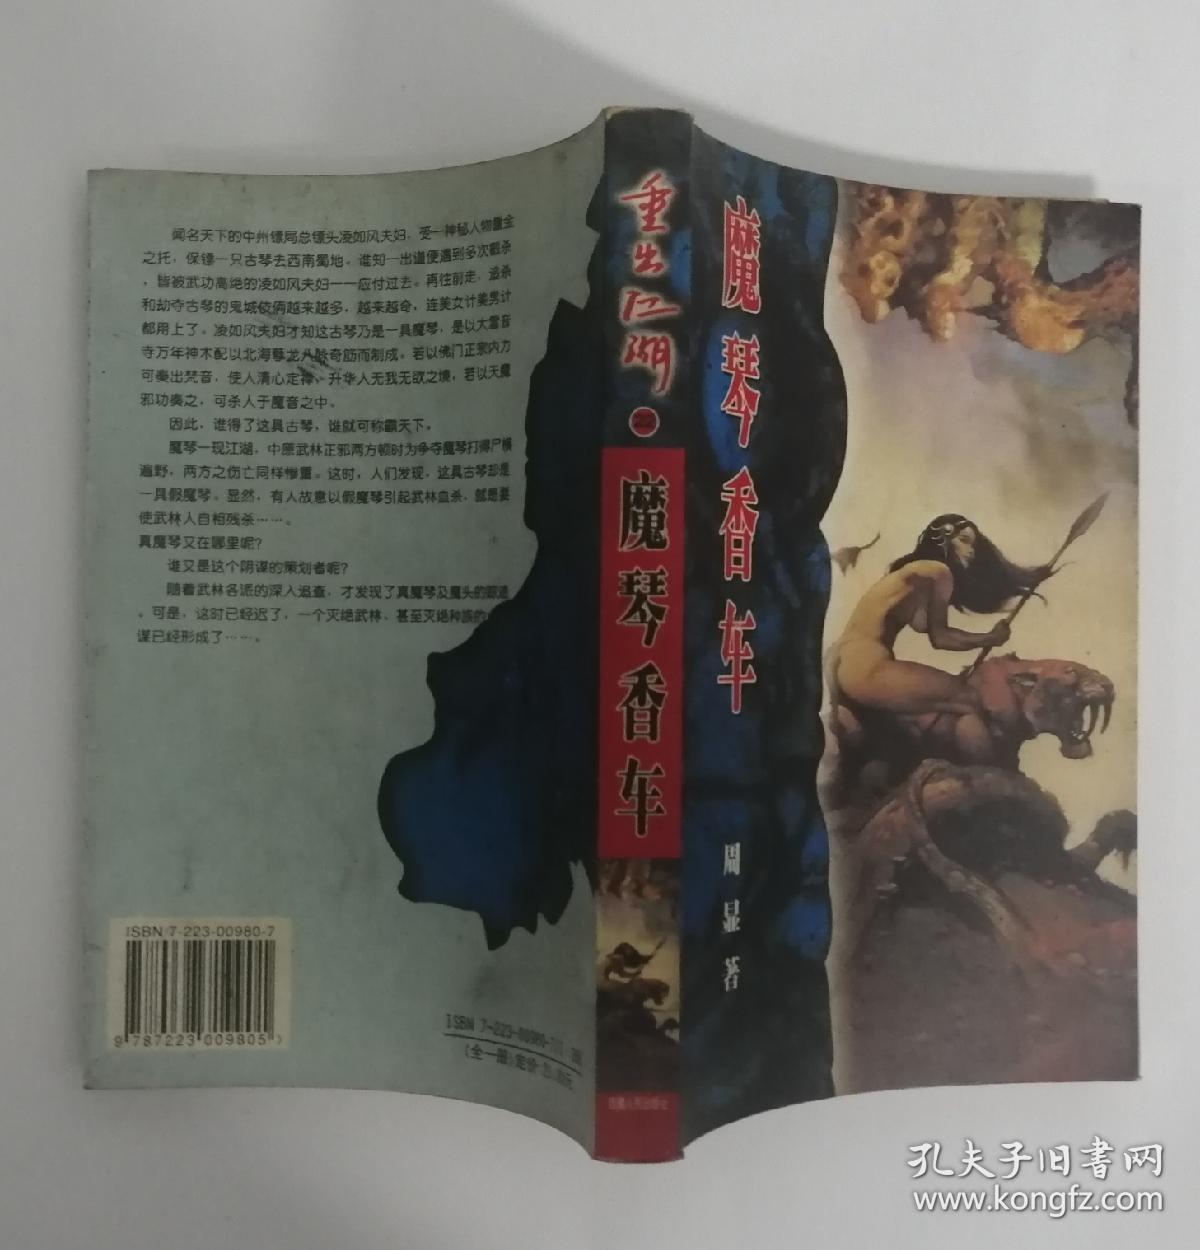 闻名天下的中州镖局总镖头凌如风夫妇，受一神秘人物重金
之托，保镖一只古琴去西南蜀地。谁知一出道便遇到多次截杀
，皆被武功高绝的凌如风夫妇一一应付过去。再往前走，追杀
和劫夺古琴的鬼域伎俩越来越多，越来越奇，连美女计美男计
都用上了。凌如风夫妇才知这古琴乃是一具魔琴，是以大雷音
寺万年神木配以北海孽龙八脉奇筋而制成。若以佛门正宗内力
可奏出梵音，使人清心定神、升华人无我无欲之境，若以天魔
邪功奏之，可杀人于魔音之中。
因此，谁得了这具古琴，谁就可称霸天下。
魔琴一现江湖，中原武林正邪两方顿时为争夺魔琴打得尸横
遍野，两方之伤亡同样惨重。这时，人们发现，这具古琴却是
一具假魔琴。显然，有人故意以假魔琴引起武林血杀，就是要
使武林人自相残杀……。
真魔琴又在哪里呢？
谁又是这个阴谋的策划者呢？
随着武林各派的深入追查，才发现了真魔琴及魔头的踪迹
。可是，这时已经迟了，一个灭绝武林、甚至灭绝种族的
谋已经形成了……。
ISBN 7-223-00980-7
9 787223 009805 >
ISBN 7-223-00980-
(全一册)定价
重出江湖
22
魔琴香车
西藏人民出版社
魔琴香车
周显著
孔夫子旧书网
www.kongfz.com